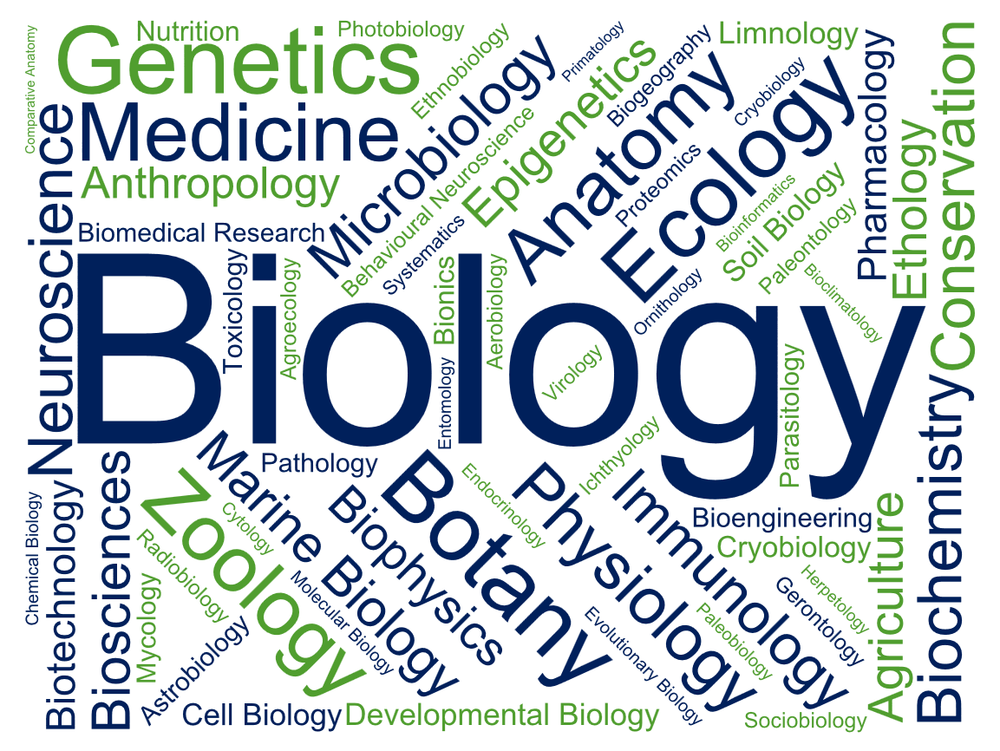 Comparative Anatomy
Nutrition
Photobiology
Genetics
Ethnobiology
Microbiology
Primatology
Epigenetics
Biogeography
Limnology
Anatomy
Cryobiology
Ecology
Pharmacology
Conservation
Medicine
Neuroscience
Anthropology
Behavioural Neuroscience
Proteomics
Bioinformatics
Soil Biology
Ethology
Biomedical Research
Systematics
Paleontology
Toxicology
Agroecology
Bionics
Aerobiology
Ornithology
Bioclimatology
Biology
Virology
Entomology
Parasitology
Biochemistry
Marine Biology
Pathology
Botany
Endocrinology
Physiology
Ichthyology
Immunology
Chemical Biology
Biotechnology
Biosciences
Zoology
Cytology
Biophysics
Bioengineering
Cryobiology
Agriculture
Radiobiology
Mycology
Molecular Biology
Herpetology
Gerontology
Astrobiology
Evolutionary Biology
Paleobiology
Cell Biology
Developmental Biology
Sociobiology